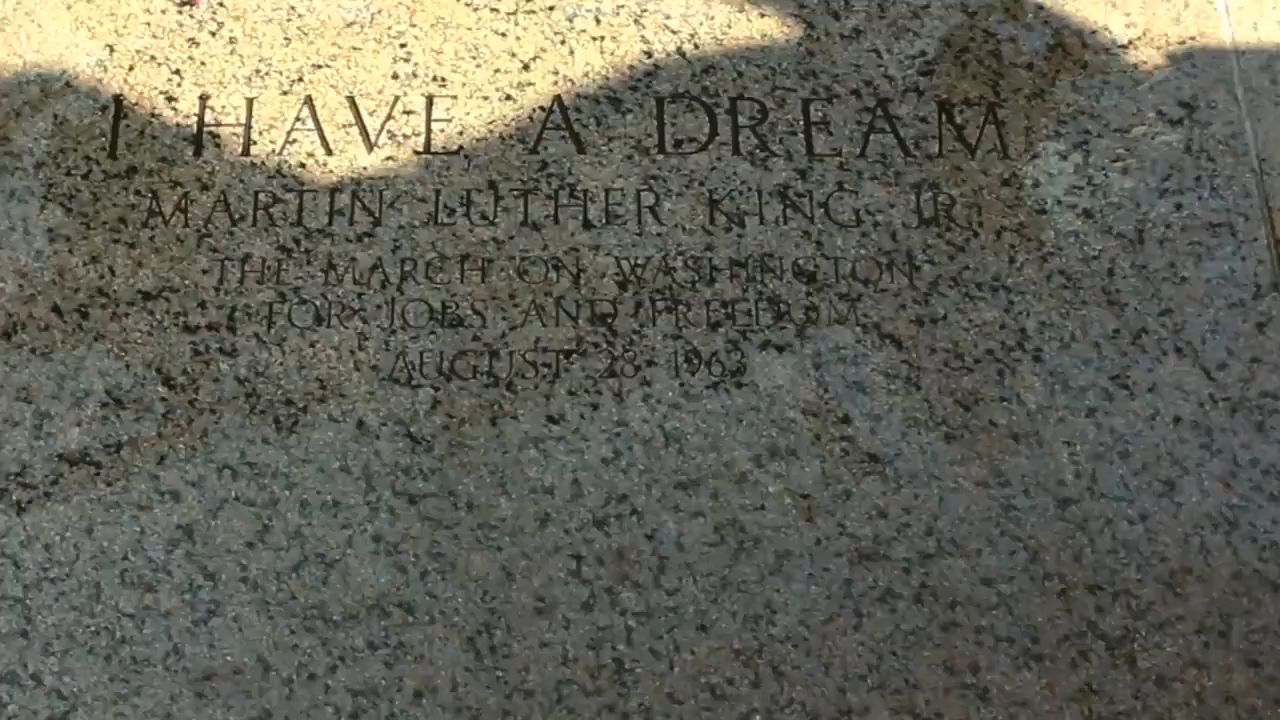 I HAVE A DREAM
MARTIN LUTHER KING JR
THE MARCH ON WASHINGTON
FOR JOBS AND FREEDOM
AUGUST 28 1963